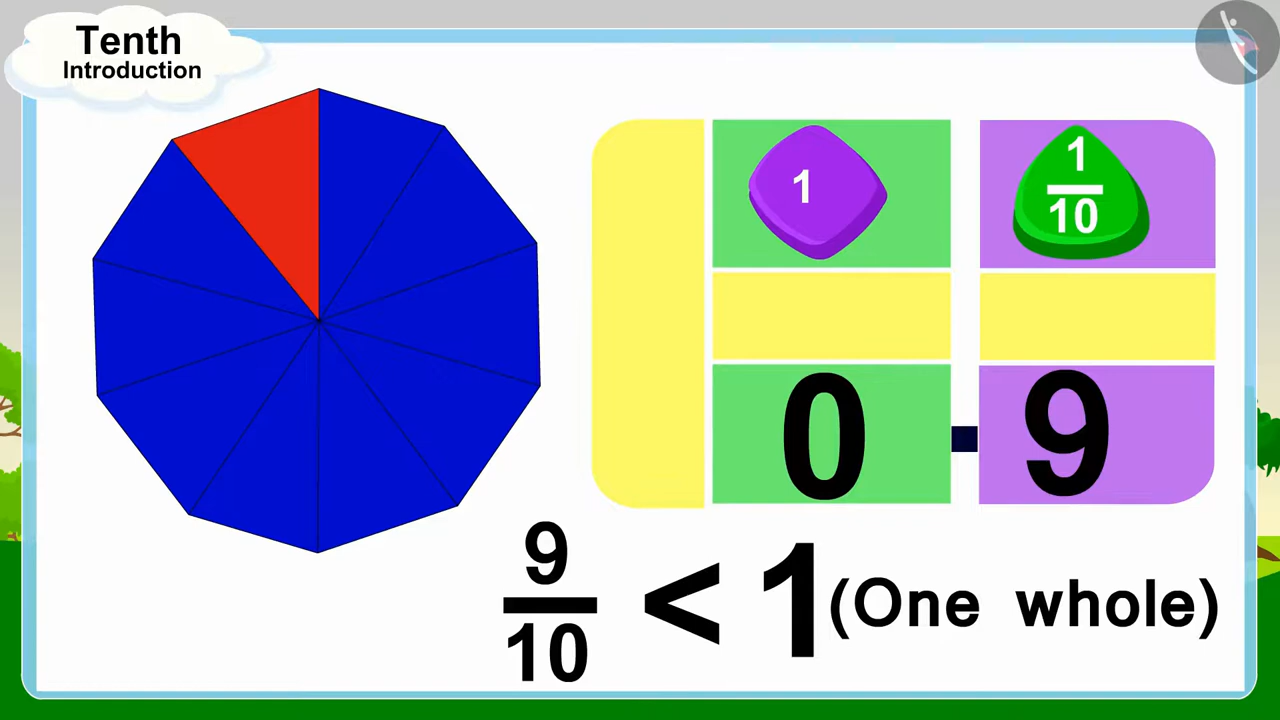 Tenth
Introduction
1
1
10
0 . 9
9
10
< 1 (One whole)